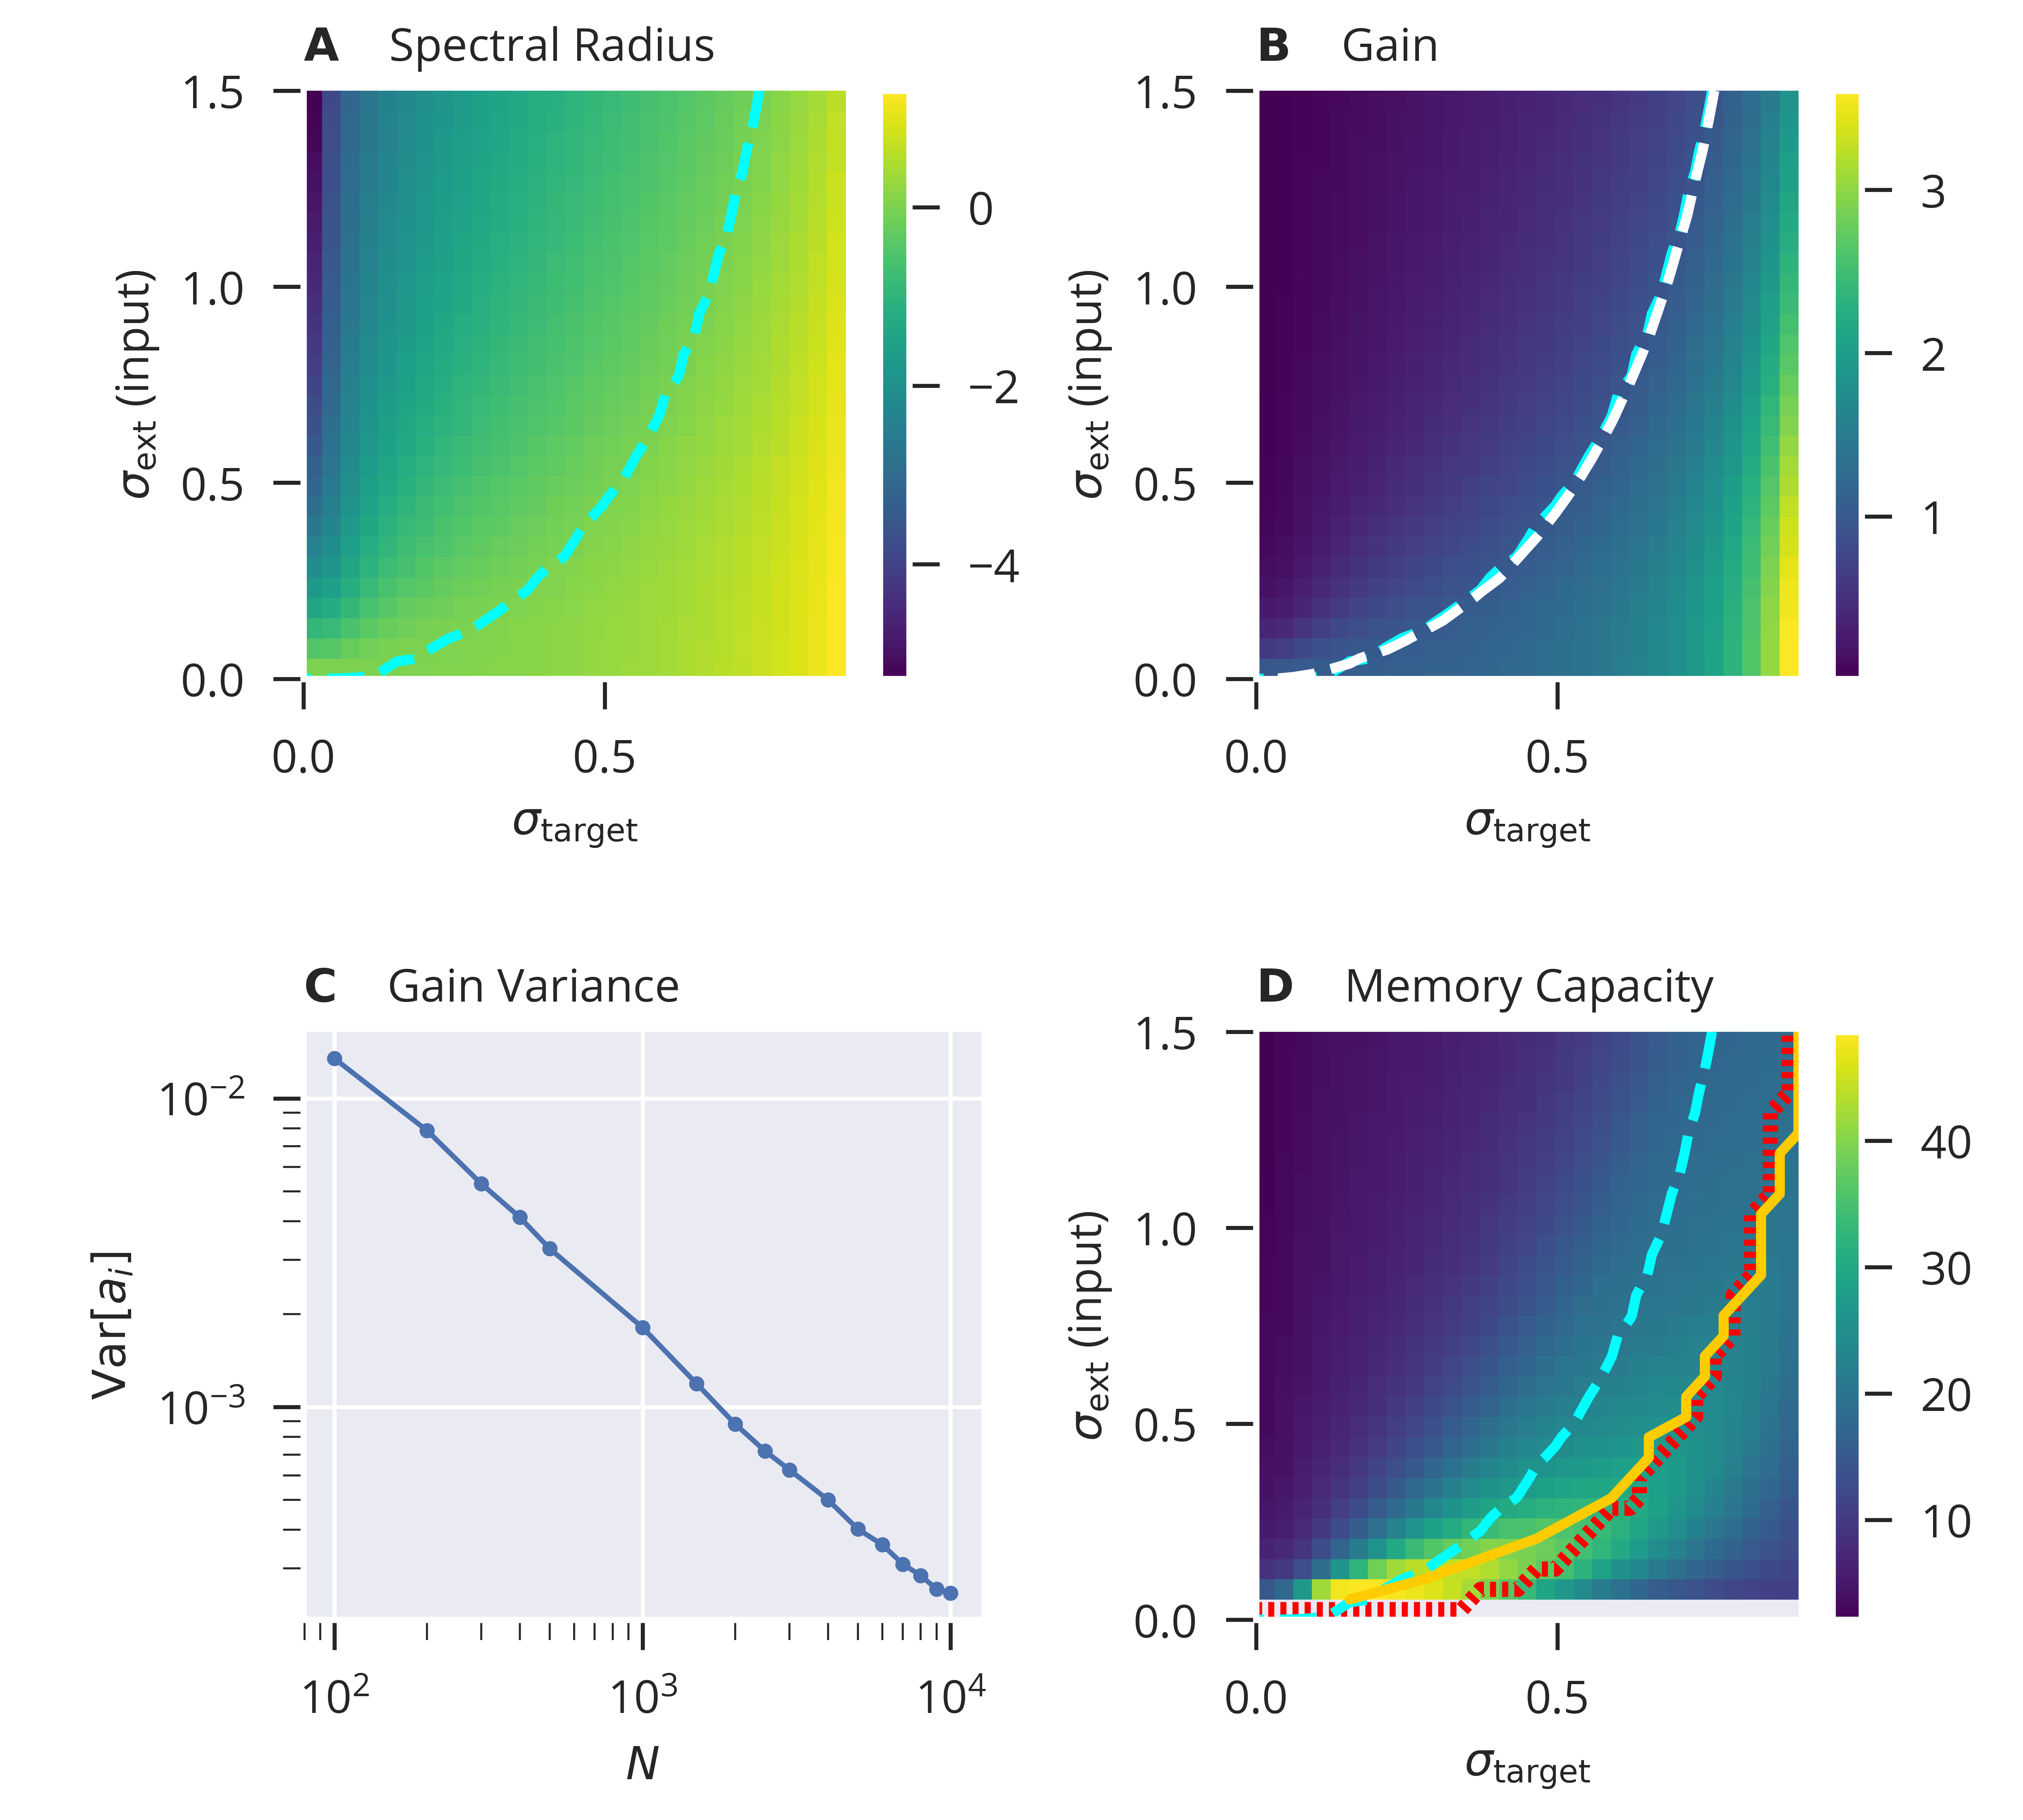 A Spectral Radius
1.5
1.0
0.5
0.0
σext (input)
0.0 0.5
σtarget
0
−2
−4
B Gain
1.5
1.0
0.5
0.0
σext (input)
0.0 0.5
σtarget
3
2
1
C Gain Variance
10−2
10−3
Var[ai]
102 103 104
N
D Memory Capacity
1.5
1.0
0.5
0.0
σext (input)
0.0 0.5
σtarget
40
30
20
10